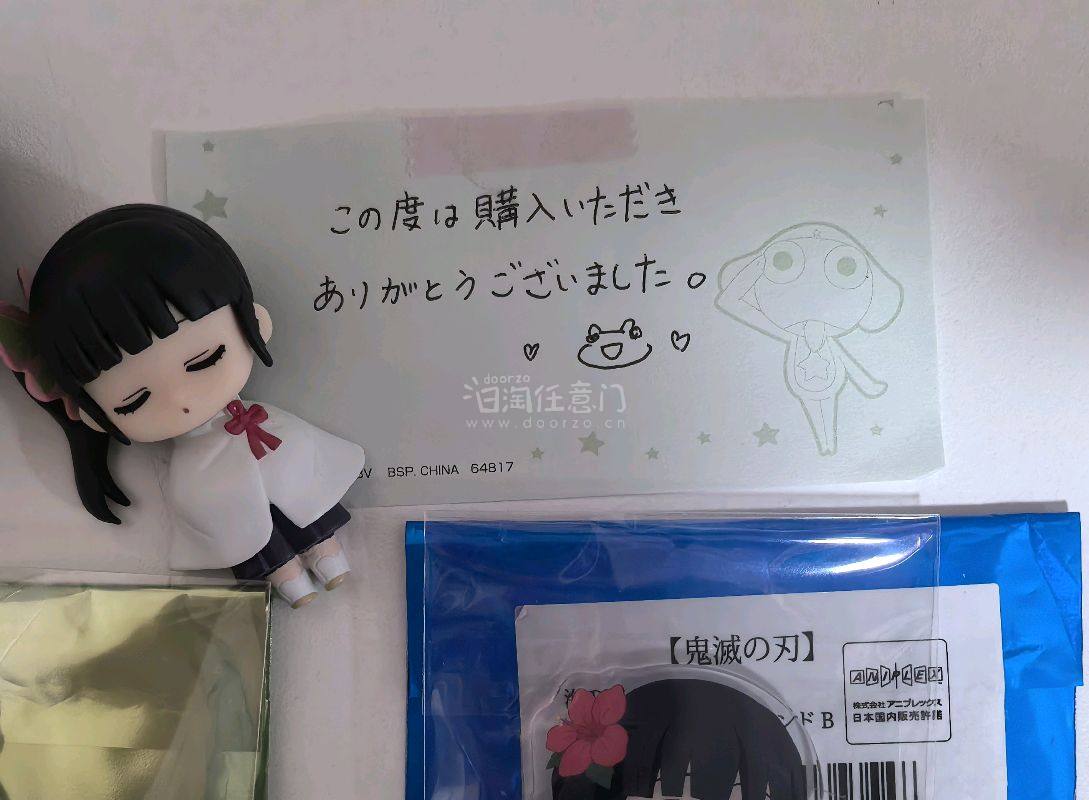 この度は購入いただき
ありがとうございました。
doorzo
日淘任意门
www.doorzo.cn
BSP. CHINA 64817
【鬼滅の刃】
ンド B
ANIPLEX
株式会社アニプレックス
日本国内販売許諾